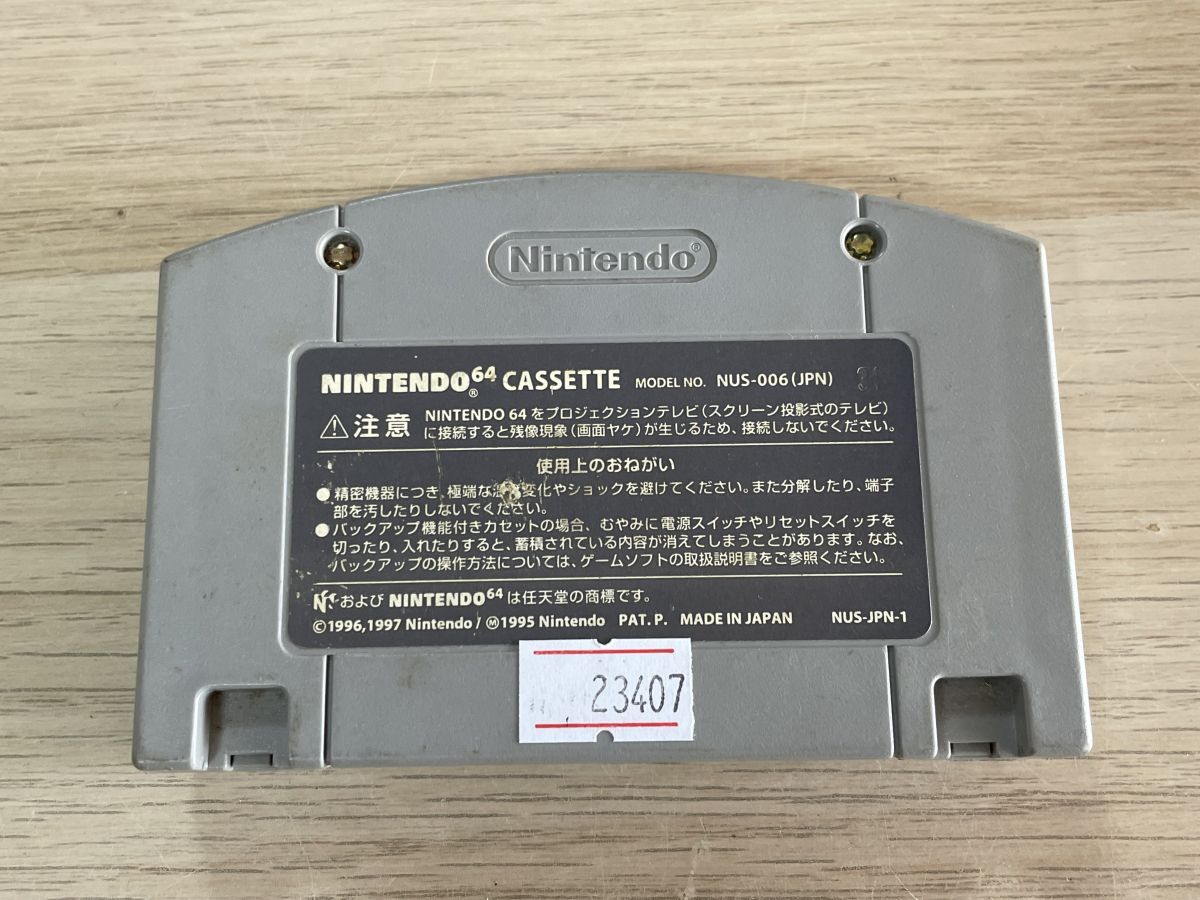 Nintendo®
NINTENDO64® CASSETTE MODEL NO. NUS-006(JPN)
⚠注意 NINTENDO 64 をプロジェクションテレビ(スクリーン投影式のテレビ)
に接続すると残像現象(画面ヤケ)が生じるため、接続しないでください。
使用上のおねがい
●精密機器につき、極端な 変化やショックを避けてください。また分解したり、端子
部を汚したりしないでください。
●バックアップ機能付きカセットの場合、むやみに電源スイッチやリセットスイッチを
切ったり、入れたりすると、蓄積されている内容が消えてしまうことがあります。なお、
バックアップの操作方法については、ゲームソフトの取扱説明書をご参照ください。
および NINTENDO64 は任天堂の商標です。
©1996,1997 Nintendo / Ⓜ1995 Nintendo PAT. P. MADE IN JAPAN NUS-JPN-1
23407